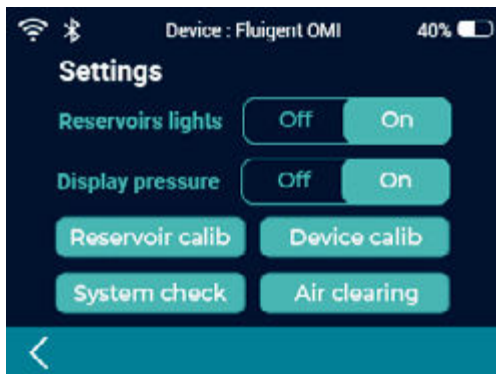 Device : Fluigent OMI 40%
Settings
Reservoirs lights Off On
Display pressure Off On
Reservoir calib Device calib
System check Air clearing